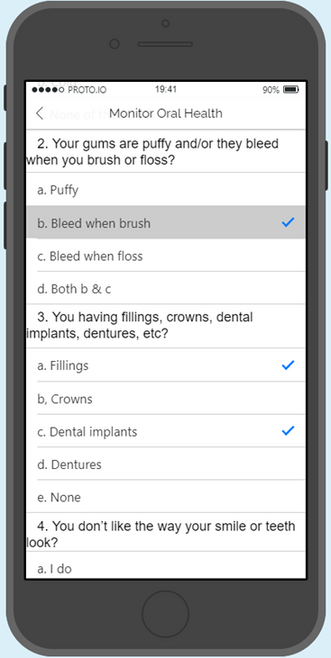 PROTO.IO 19:41 90%
None of th
Monitor Oral Health
2. Your gums are puffy and/or they bleed
when you brush or floss?
a. Puffy
b. Bleed when brush
c. Bleed when floss
d. Both b & c
3. You having fillings, crowns, dental
implants, dentures, etc?
a. Fillings
b, Crowns
c. Dental implants
d. Dentures
e. None
4. You don't like the way your smile or teeth
look?
a. I do